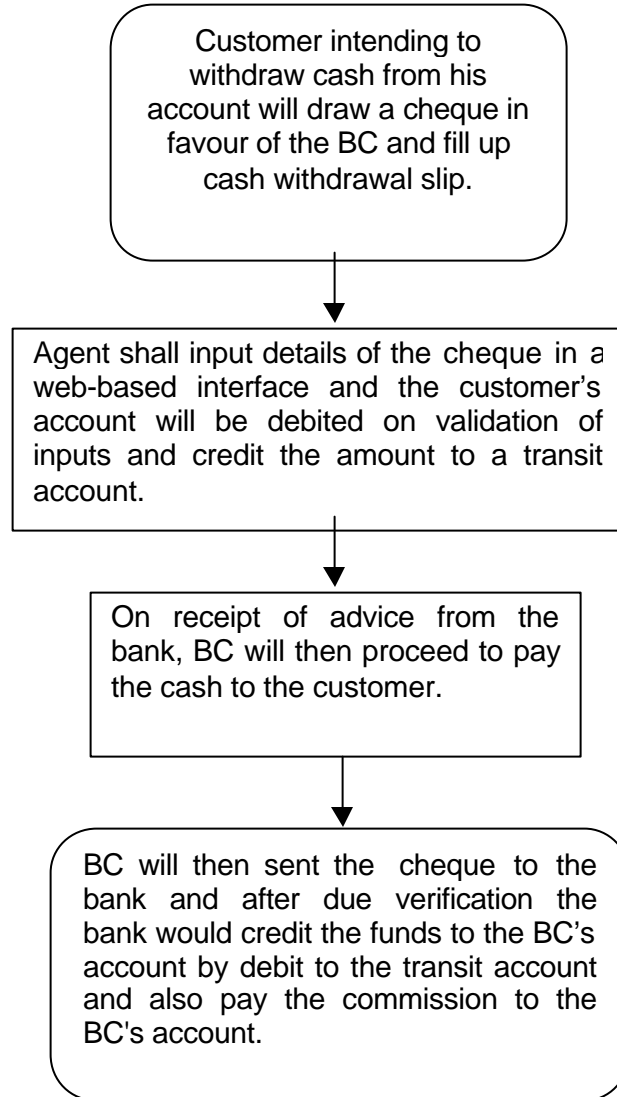 Customer intending to
withdraw cash from his
account will draw a cheque in
favour of the BC and fill up
cash withdrawal slip.
Agent shall input details of the cheque in a
web-based interface and the customer's
account will be debited on validation of
inputs and credit the amount to a transit
account.
On receipt of advice from the
bank, BC will then proceed to pay
the cash to the customer.
BC will then sent the cheque to the
bank and after due verification the
bank would credit the funds to the BC's
account by debit to the transit account
and also pay the commission to the
BC's account.